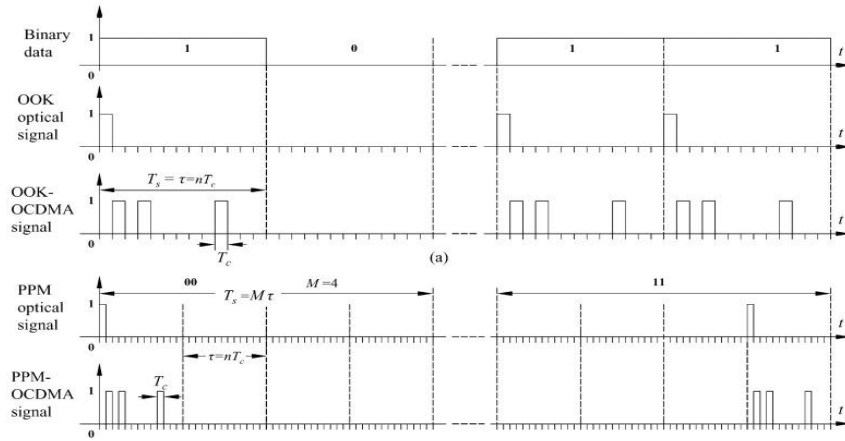 Binary
data
1
0
1
0
1
1
t
OOK
optical
signal
1
0
t
OOK-
OCDMA
signal
1
0
T_s = τ=nT_c
T_c
t
(a)
PPM
optical
signal
1
0
00
M=4
T_s=Mτ
11
t
τ=nT_c
PPM-
OCDMA
signal
1
0
T_c
t